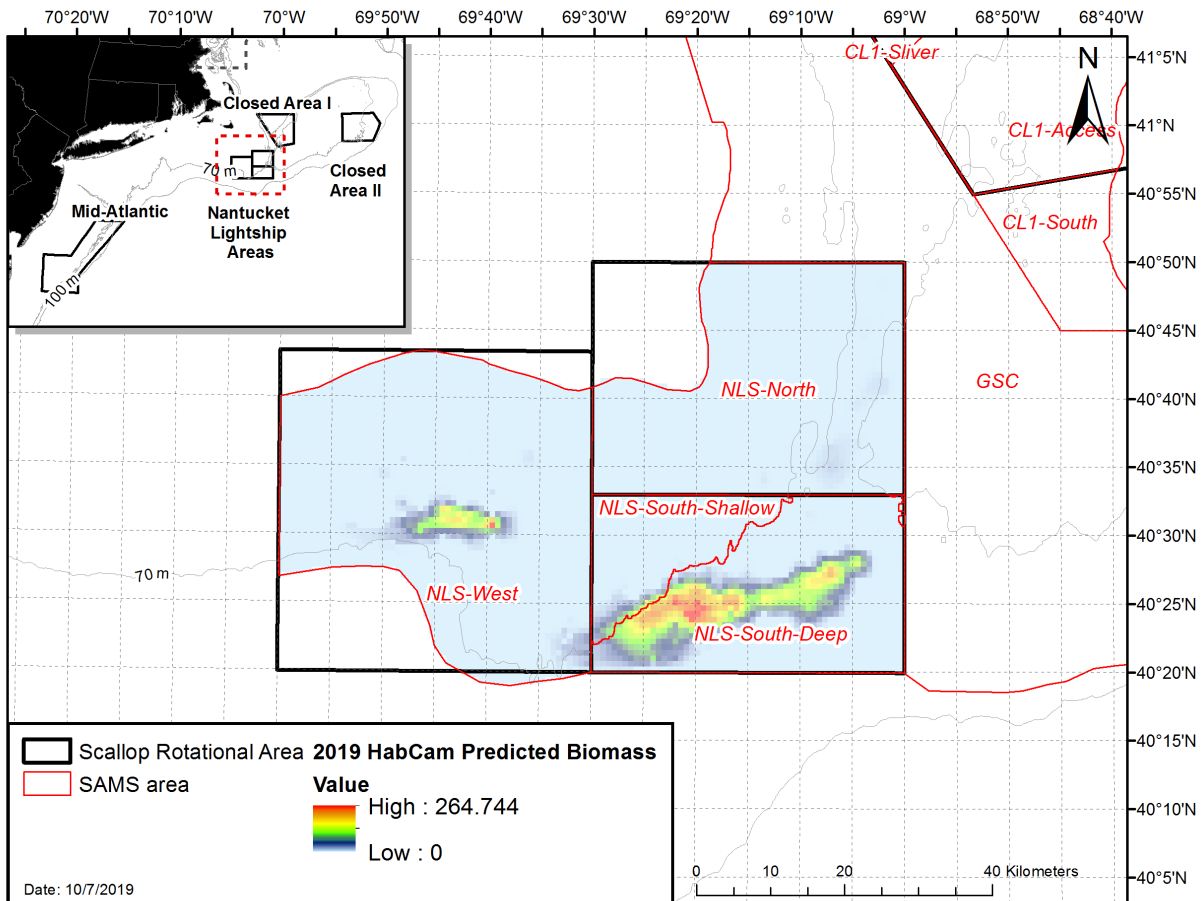 70°20'W 70°10'W 70°W 69°50'W 69°40'W 69°30'W 69°20'W 69°10'W 69°W 68°50'W 68°40'W
CL1-Sliver
N
41°5'N
Closed Area I
CL1-Access
41°N
70 m
Closed
Area II
40°55'N
Mid-Atlantic
Nantucket
Lightship
Areas
CL1-South
40°50'N
100 m
40°45'N
GSC
NLS-North
40°40'N
40°35'N
NLS-South-Shallow
40°30'N
70 m
NLS-West
40°25'N
NLS-South-Deep
40°20'N
40°15'N
Scallop Rotational Area
SAMS area
2019 HabCam Predicted Biomass
Value
High : 264.744
Low : 0
40°10'N
0 10 20 40 Kilometers
40°5'N
Date: 10/7/2019